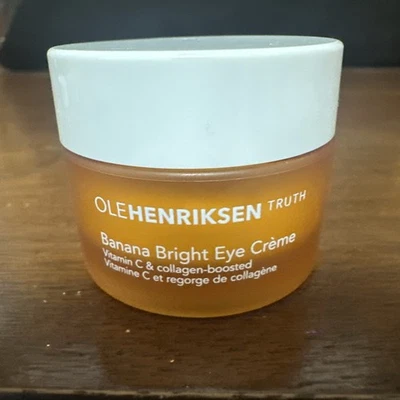 OLEHENRIKSEN TRUTH
Banana Bright Eye Crème
Vitamin C & collagen-boosted
Vitamine C et regorge de collagène